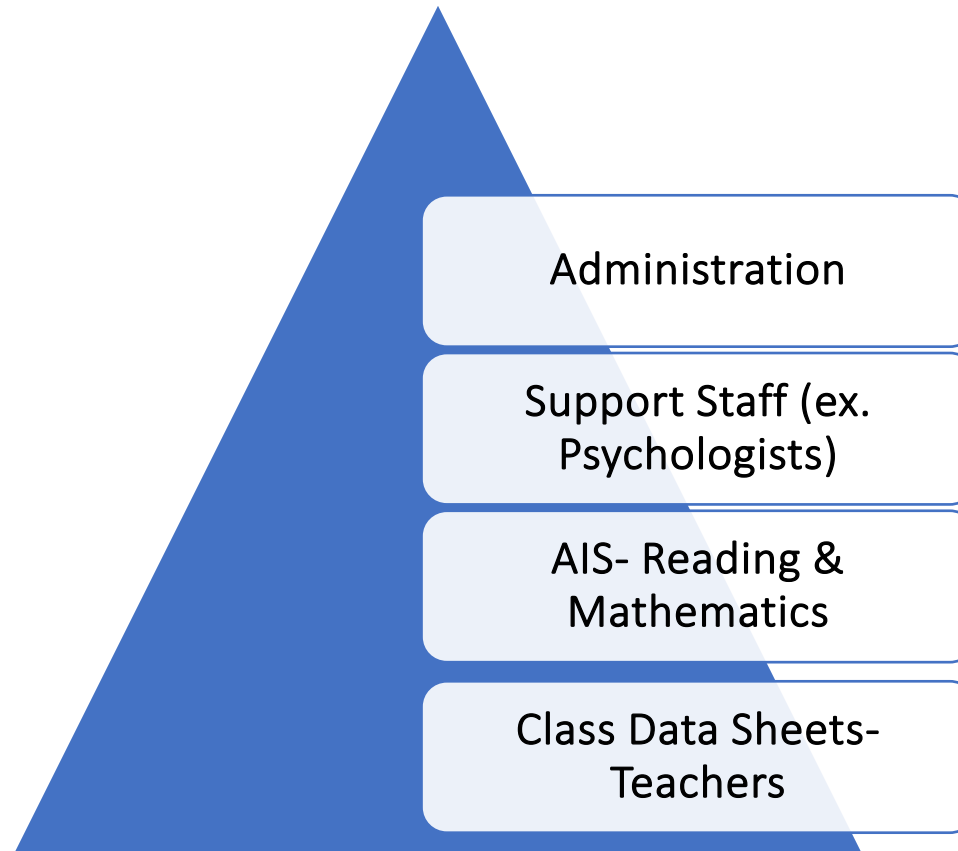 Administration
Support Staff (ex.
Psychologists)
AIS- Reading &
Mathematics
Class Data Sheets-
Teachers